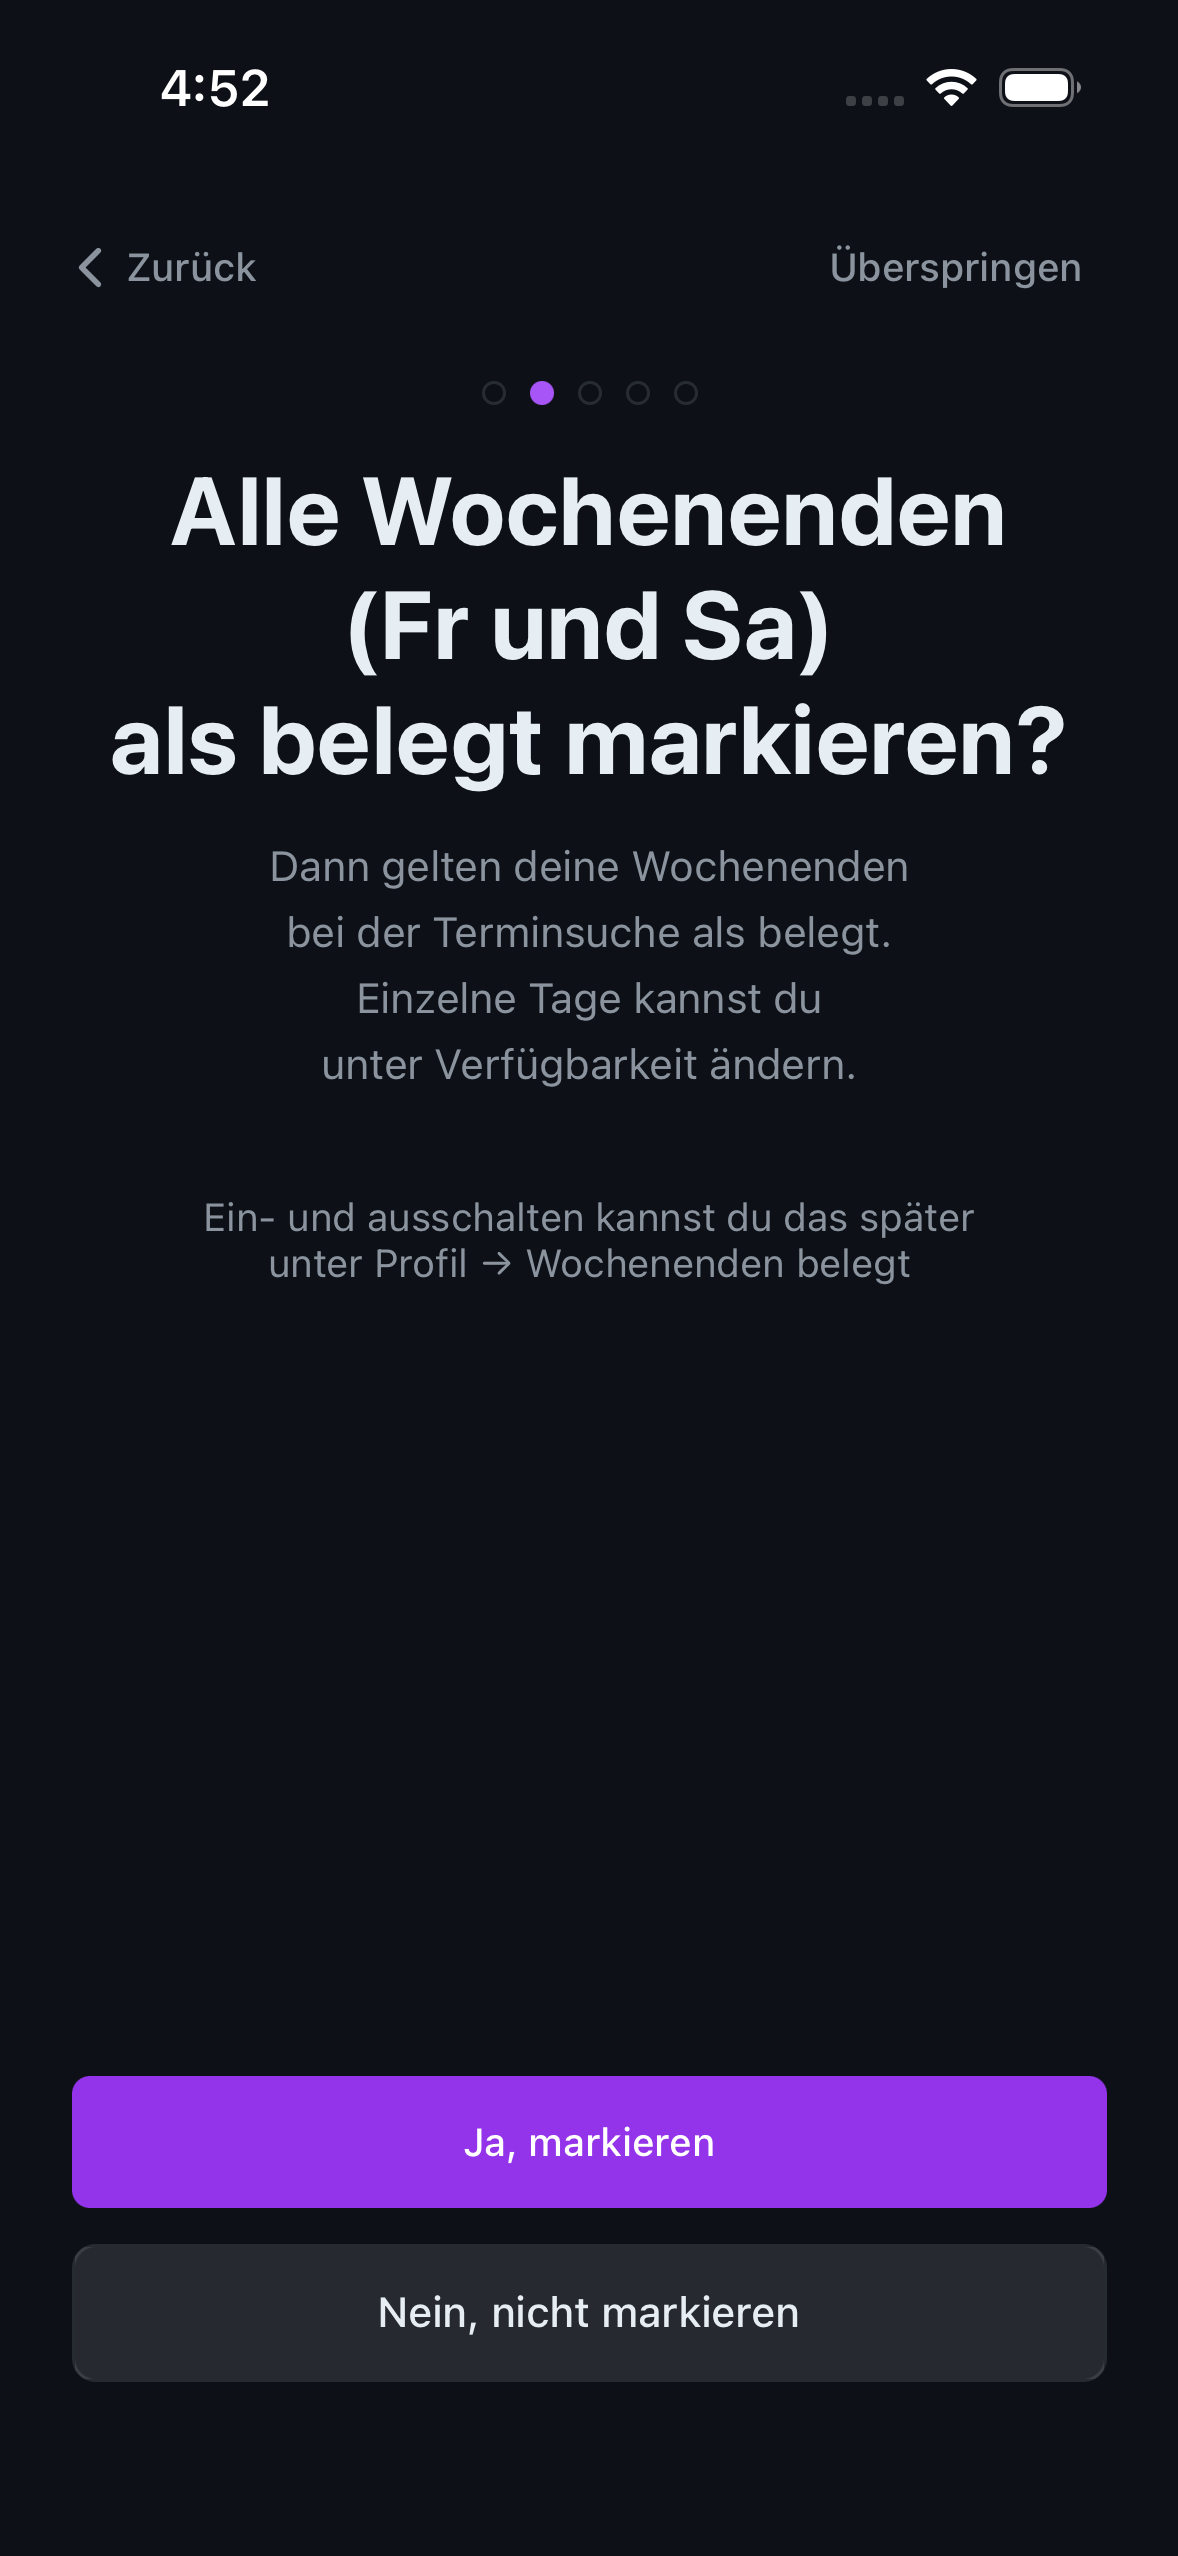 4:52
Zurück
Überspringen
Alle Wochenenden
(Fr und Sa)
als belegt markieren?
Dann gelten deine Wochenenden
bei der Terminsuche als belegt.
Einzelne Tage kannst du
unter Verfügbarkeit ändern.
Ein- und ausschalten kannst du das später
unter Profil → Wochenenden belegt
Ja, markieren
Nein, nicht markieren